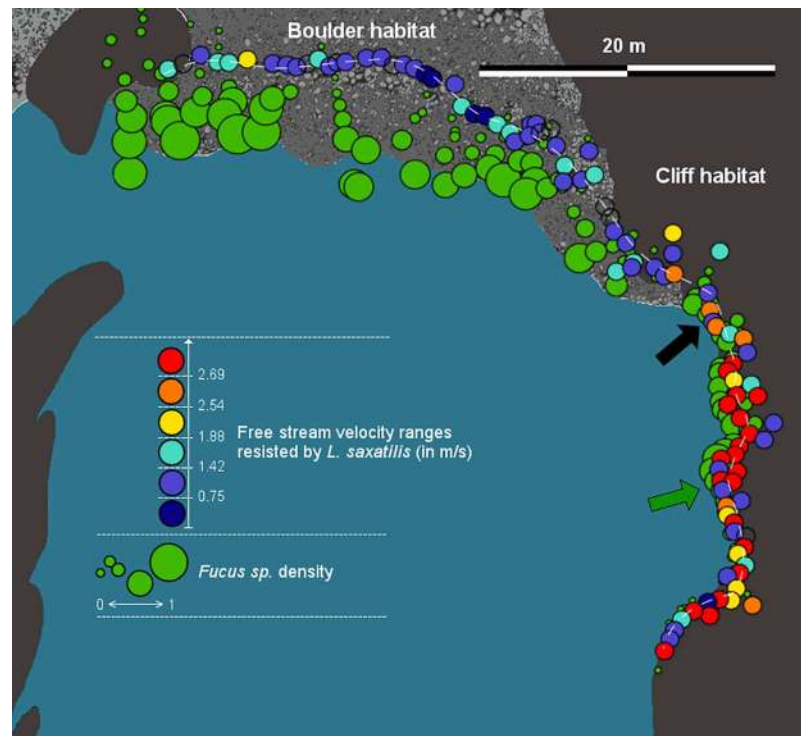 Boulder habitat
20 m
Cliff habitat
2.69
2.54
1.88
1.42
0.75
Free stream velocity ranges
resisted by L. saxatilis (in m/s)
Fucus sp. density
0 1